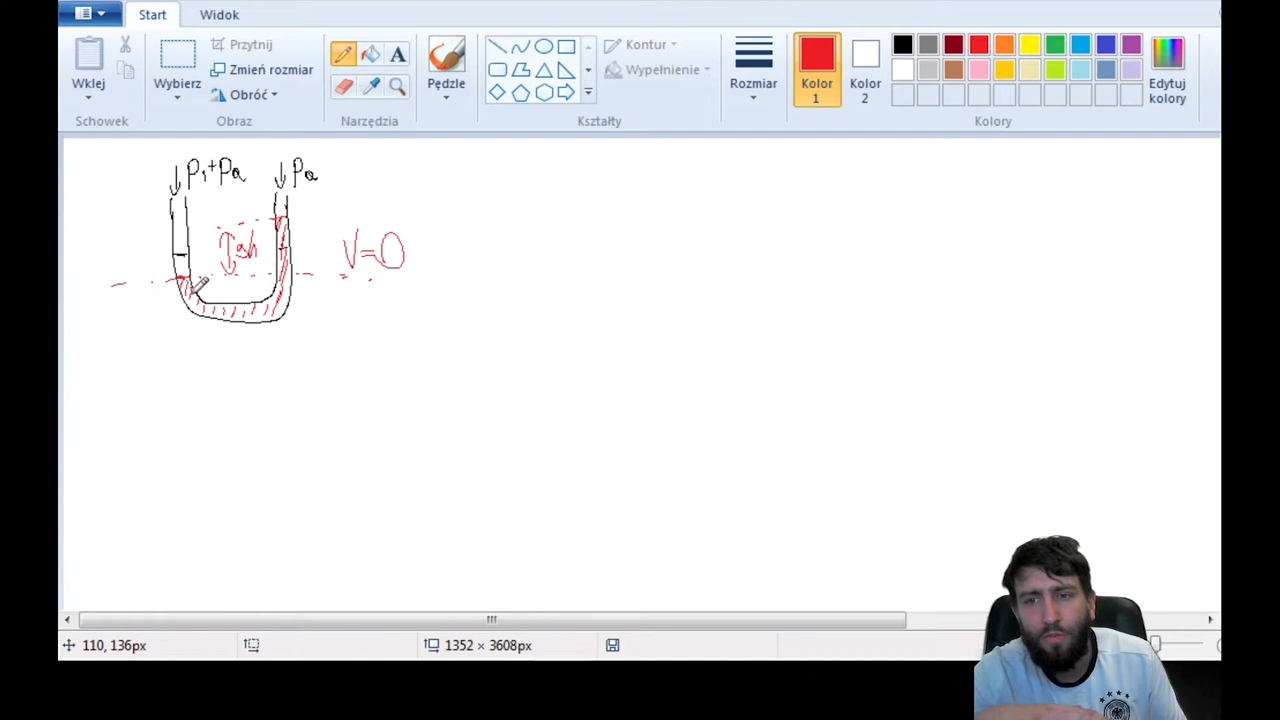 Start
Widok
Wklej
Schowek
Wybierz
Przytnij
Zmień rozmiar
Obróć
Obraz
Narzędzia
Pędzle
Kształty
Kontur
Wypełnienie
Rozmiar
Kolor 1
Kolor 2
Kolory
Edytuj kolory
p₁+pa
pa
Δh
V=0
110, 136px
1352 × 3608px